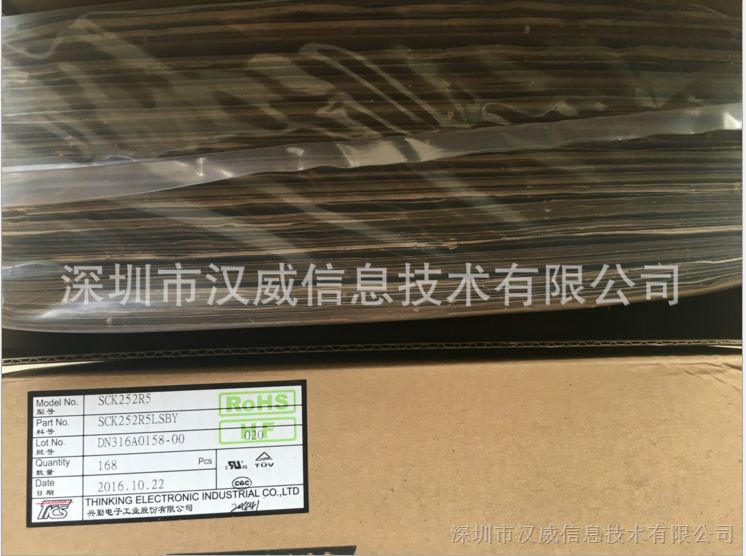 深圳市汉威信息技术有限公司
Model No. SCK252R5
型号
RoHS
Part No. SCK252R5LSBY
料号
HF
Lot No. DN316A0158-00 020
批号
Quantity 168 Pcs
数量
TÜV
Date 2016.10.22
日期
CQC
TKS THINKING ELECTRONIC INDUSTRIAL CO.,LTD
兴勤电子工业股份有限公司
深圳市汉威信息技术有限公司